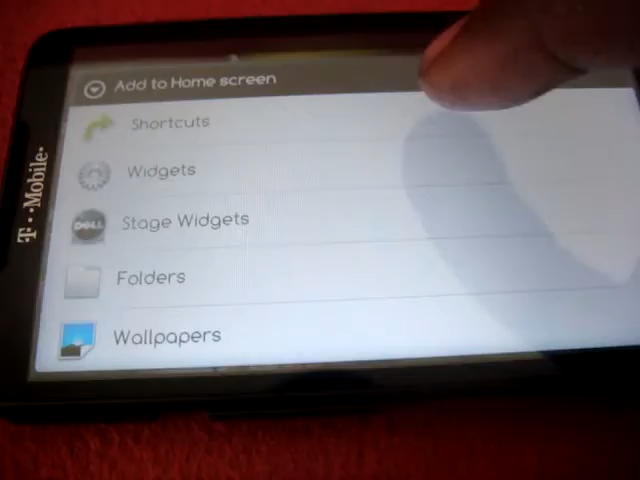 Add to Home screen
Shortcuts
Widgets
DELL
Stage Widgets
Folders
Wallpapers
T··Mobile·